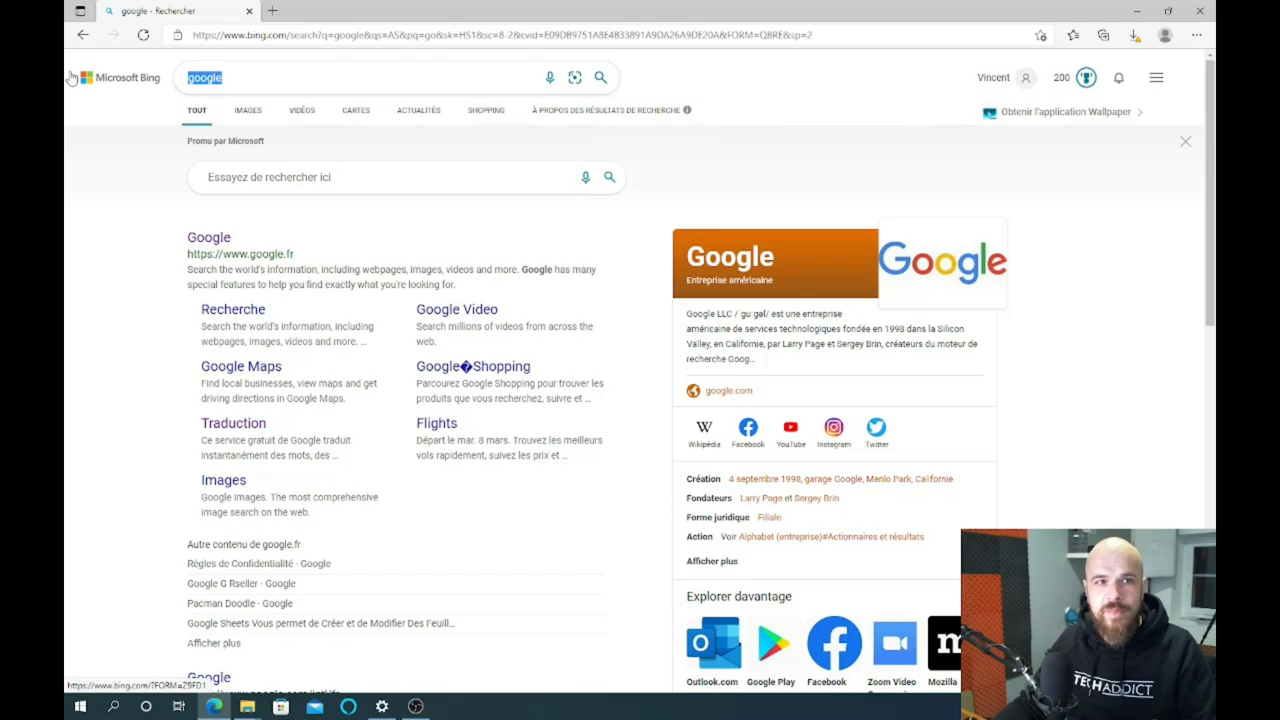 google - Rechercher
https://www.bing.com/search?q=google&qs=AS&pq=go&sk=HS1&sc=8-2&cvid=E09DB9751A8E4B33891A9DA26A9DE20A&FORM=QBRE&sp=2
Microsoft Bing
google
Vincent
200
TOUT
IMAGES
VIDÉOS
CARTES
ACTUALITÉS
SHOPPING
À PROPOS DES RÉSULTATS DE RECHERCHE
Obtenir l'application Wallpaper
Promu par Microsoft
Essayez de rechercher ici
Google
https://www.google.fr
Search the world's information, including webpages, images, videos and more. Google has many
special features to help you find exactly what you're looking for.
Recherche
Search the world's information, including
webpages, images, videos and more. ...
Google Video
Search millions of videos from across the
web.
Google Maps
Find local businesses, view maps and get
driving directions in Google Maps.
Google�Shopping
Parcourez Google Shopping pour trouver les
produits que vous recherchez, suivre et ...
Traduction
Ce service gratuit de Google traduit
instantanément des mots, des ...
Flights
Départ le mar. 8 mars. Trouvez les meilleurs
vols rapidement, suivez les prix et ...
Images
Google Images. The most comprehensive
image search on the web.
Autre contenu de google.fr
Règles de Confidentialité - Google
Google G Rseller - Google
Pacman Doodle - Google
Google Sheets Vous permet de Créer et de Modifier Des Feuill...
Afficher plus
Google
Google
Entreprise américaine
Google
Google LLC /ˈɡuːɡəl/ est une entreprise
américaine de services technologiques fondée en 1998 dans la Silicon
Valley, en Californie, par Larry Page et Sergey Brin, créateurs du moteur de
recherche Goog...
google.com
W
Wikipédia
Facebook
YouTube
Instagram
Twitter
Création 4 septembre 1998, garage Google, Menlo Park, Californie
Fondateurs Larry Page et Sergey Brin
Forme juridique Filiale
Action Voir Alphabet (entreprise)#Actionnaires et résultats
Afficher plus
Explorer davantage
Outlook.com
Google Play
Facebook
Zoom Video
Mozilla
TECHADDICT
https://www.bing.com/?FORM=Z9FD1